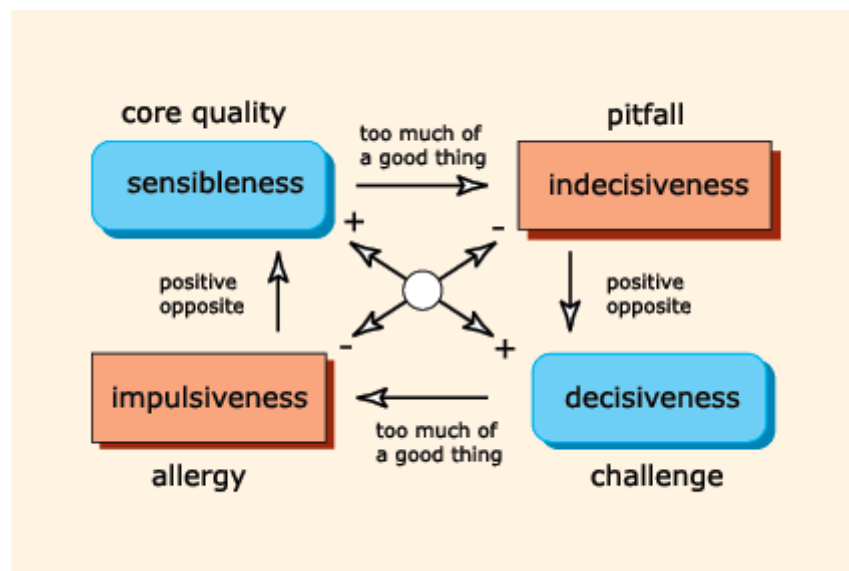 core quality
too much of
a good thing
pitfall
sensibleness
indecisiveness
+
-
positive
opposite
positive
opposite
-
+
impulsiveness
decisiveness
too much of
a good thing
allergy
challenge